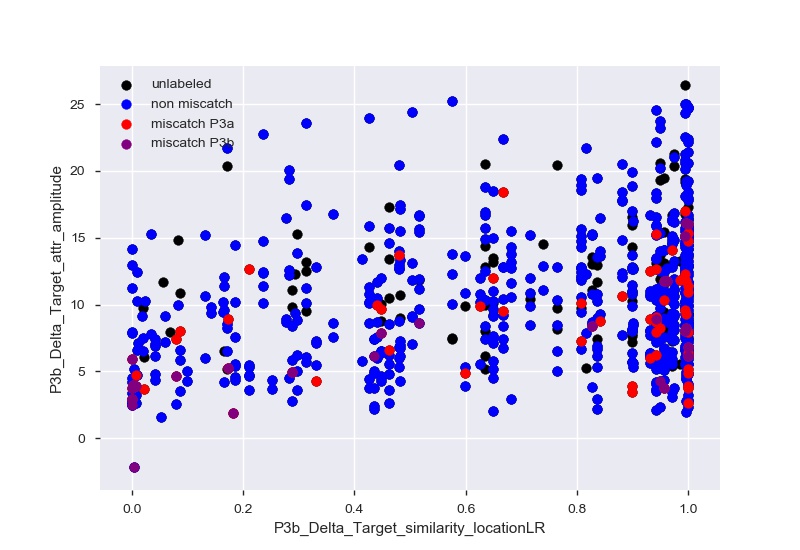 unlabeled
non miscatch
miscatch P3a
miscatch P3b
25
20
15
10
5
0
P3b_Delta_Target_attr_amplitude
0.0 0.2 0.4 0.6 0.8 1.0
P3b_Delta_Target_similarity_locationLR